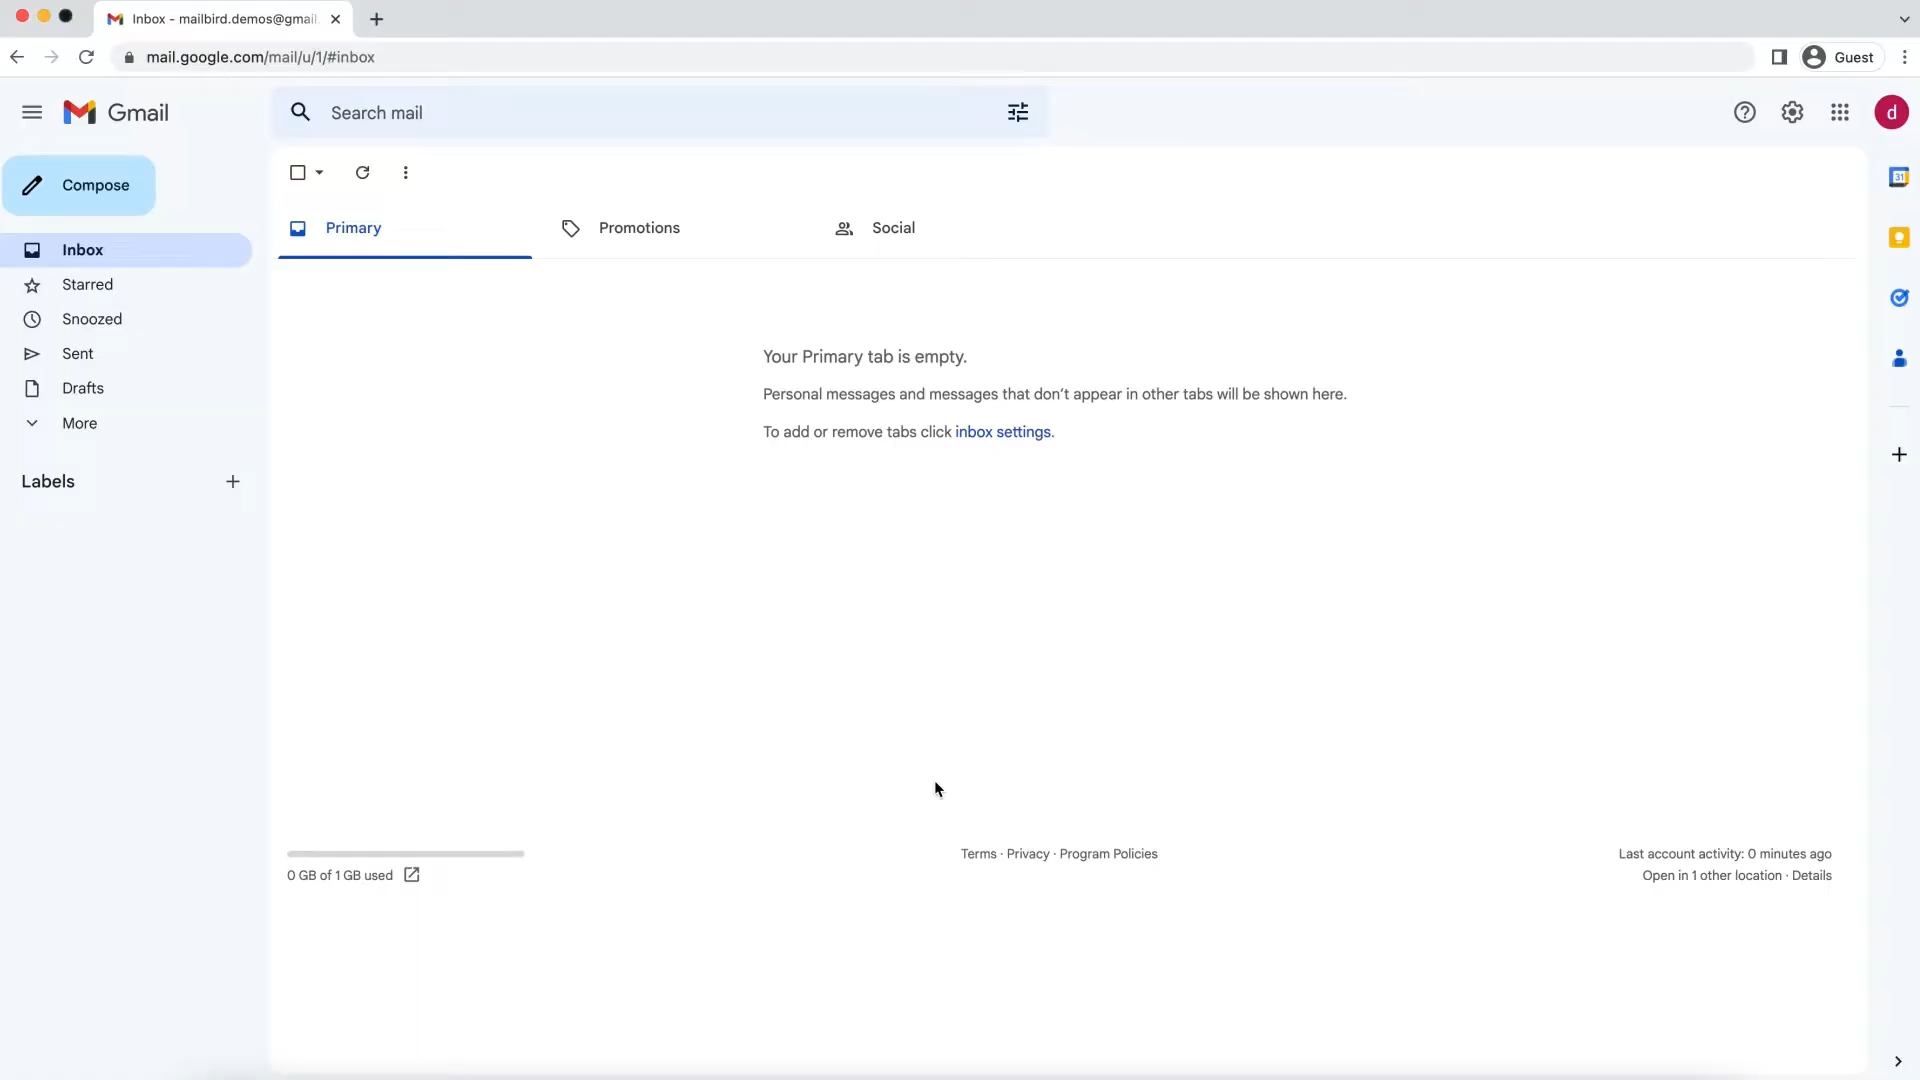 Inbox - mailbird.demos@gmail.
mail.google.com/mail/u/1/#inbox
Guest
Gmail
Search mail
d
Compose
31
Primary
Promotions
Social
Inbox
Starred
Snoozed
Sent
Drafts
More
Labels
Your Primary tab is empty.
Personal messages and messages that don't appear in other tabs will be shown here.
To add or remove tabs click inbox settings.
Terms · Privacy · Program Policies
Last account activity: 0 minutes ago
0 GB of 1 GB used
Open in 1 other location · Details